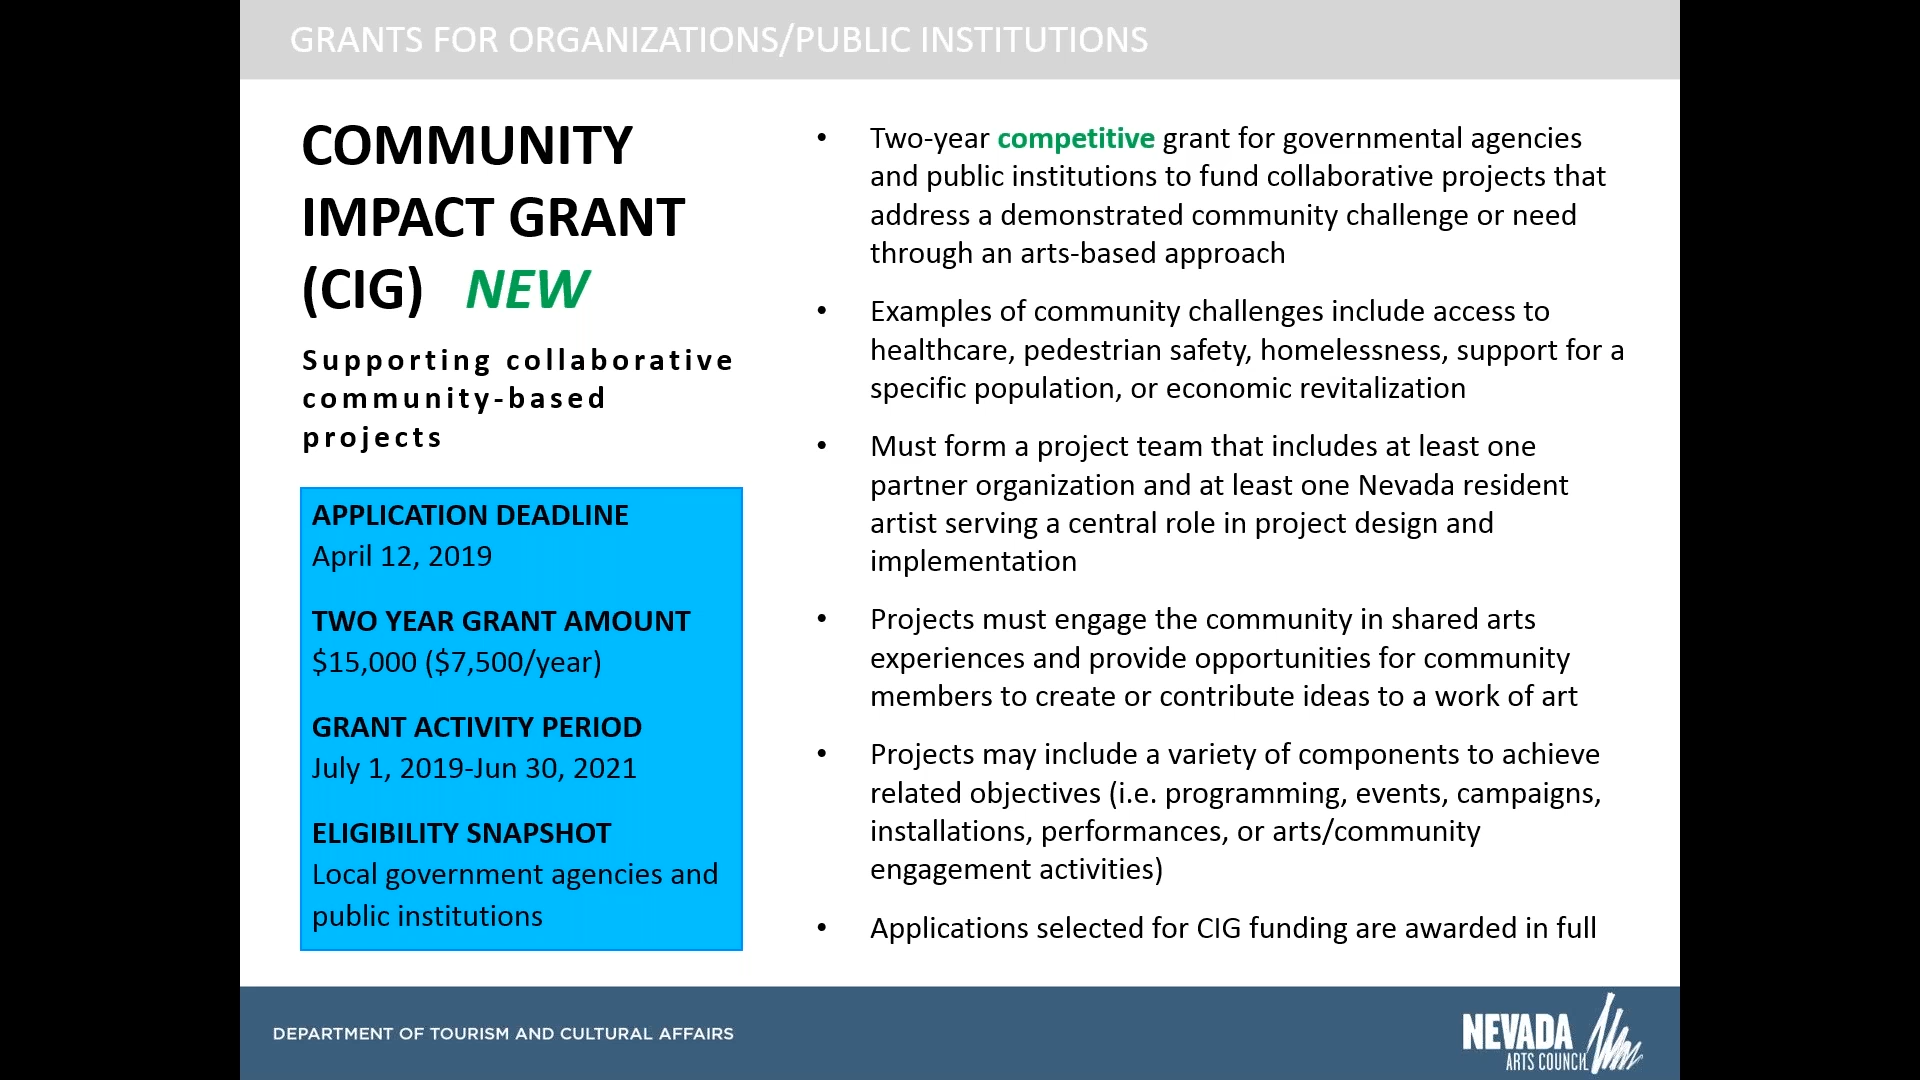 GRANTS FOR ORGANIZATIONS/PUBLIC INSTITUTIONS
COMMUNITY
IMPACT GRANT
(CIG) NEW
Supporting collaborative
community-based
projects
APPLICATION DEADLINE
April 12, 2019
TWO YEAR GRANT AMOUNT
$15,000 ($7,500/year)
GRANT ACTIVITY PERIOD
July 1, 2019-Jun 30, 2021
ELIGIBILITY SNAPSHOT
Local government agencies and
public institutions
• Two-year competitive grant for governmental agencies
and public institutions to fund collaborative projects that
address a demonstrated community challenge or need
through an arts-based approach
• Examples of community challenges include access to
healthcare, pedestrian safety, homelessness, support for a
specific population, or economic revitalization
• Must form a project team that includes at least one
partner organization and at least one Nevada resident
artist serving a central role in project design and
implementation
• Projects must engage the community in shared arts
experiences and provide opportunities for community
members to create or contribute ideas to a work of art
• Projects may include a variety of components to achieve
related objectives (i.e. programming, events, campaigns,
installations, performances, or arts/community
engagement activities)
• Applications selected for CIG funding are awarded in full
DEPARTMENT OF TOURISM AND CULTURAL AFFAIRS
NEVADA
ARTS COUNCIL